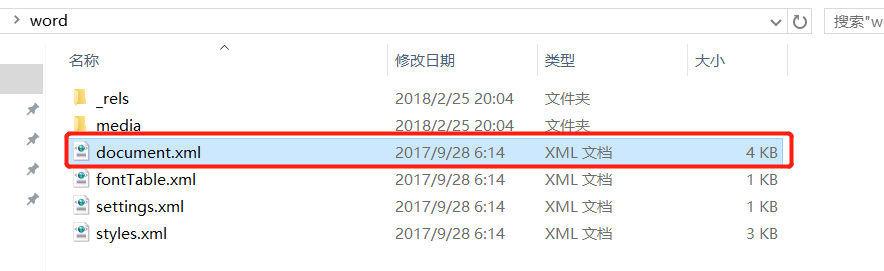 word
搜索"w
名称 修改日期 类型 大小
_rels 2018/2/25 20:04 文件夹
media 2018/2/25 20:04 文件夹
document.xml 2017/9/28 6:14 XML 文档 4 KB
fontTable.xml 2017/9/28 6:14 XML 文档 1 KB
settings.xml 2017/9/28 6:14 XML 文档 1 KB
styles.xml 2017/9/28 6:14 XML 文档 3 KB